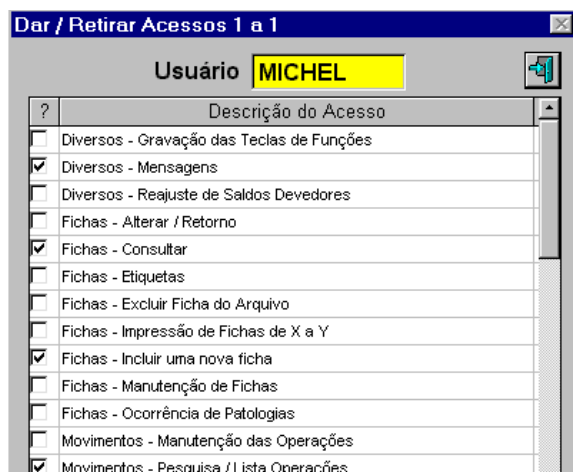 Dar / Retirar Acessos 1 a 1
Usuário MICHEL
? Descrição do Acesso
Diversos - Gravação das Teclas de Funções
Diversos - Mensagens
Diversos - Reajuste de Saldos Devedores
Fichas - Alterar / Retorno
Fichas - Consultar
Fichas - Etiquetas
Fichas - Excluir Ficha do Arquivo
Fichas - Impressão de Fichas de X a Y
Fichas - Incluir uma nova ficha
Fichas - Manutenção de Fichas
Fichas - Ocorrência de Patologias
Movimentos - Manutenção das Operações
Movimentos - Pesquisa / Lista Operações